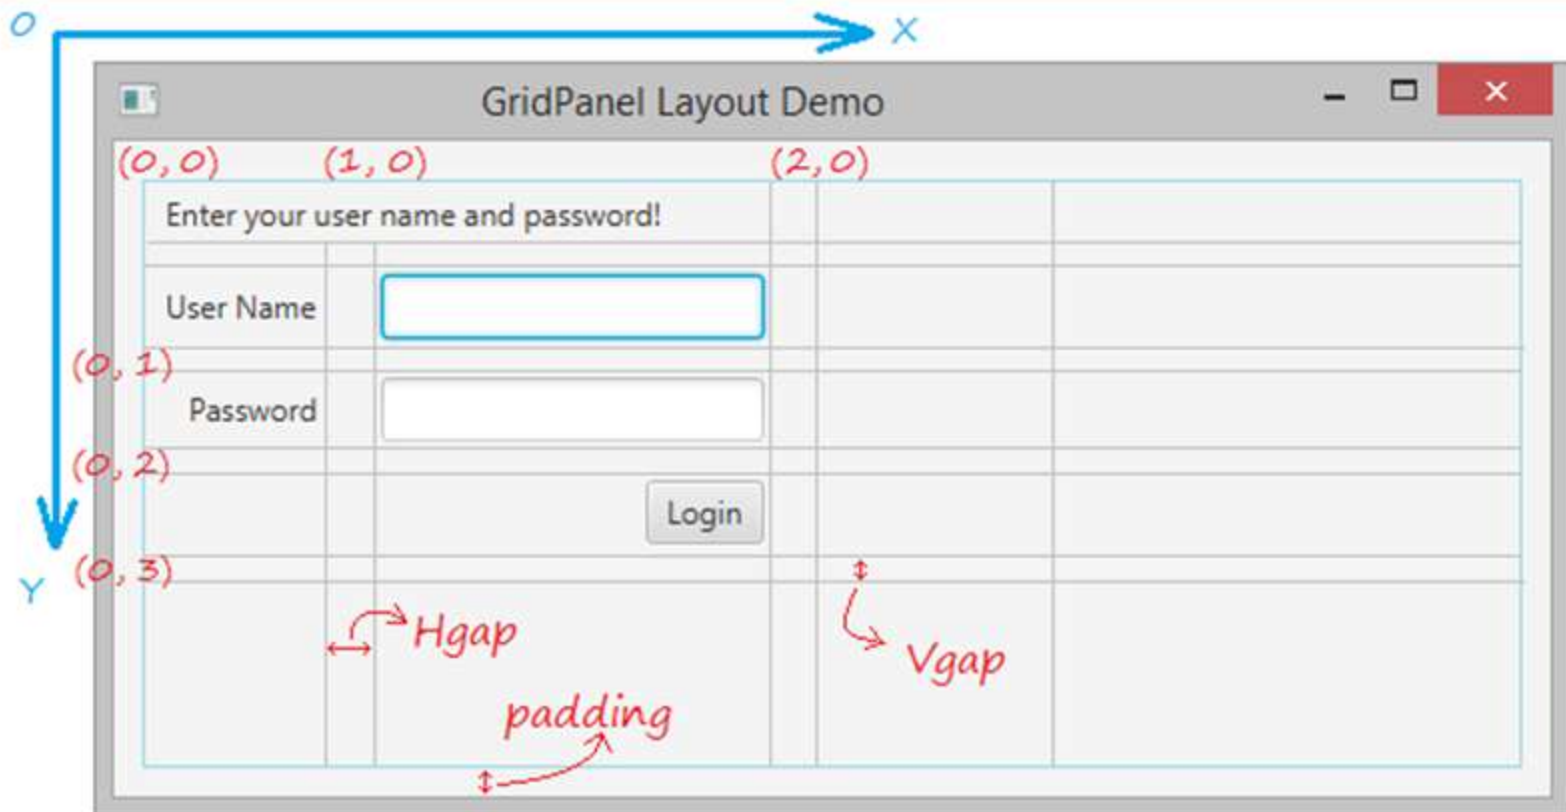 O X
GridPanel Layout Demo
(0, 0) (1, 0) (2,0)
Enter your user name and password!
User Name
(0, 1)
Password
(0, 2)
Login
(0, 3)
Y
Hgap
Vgap
padding